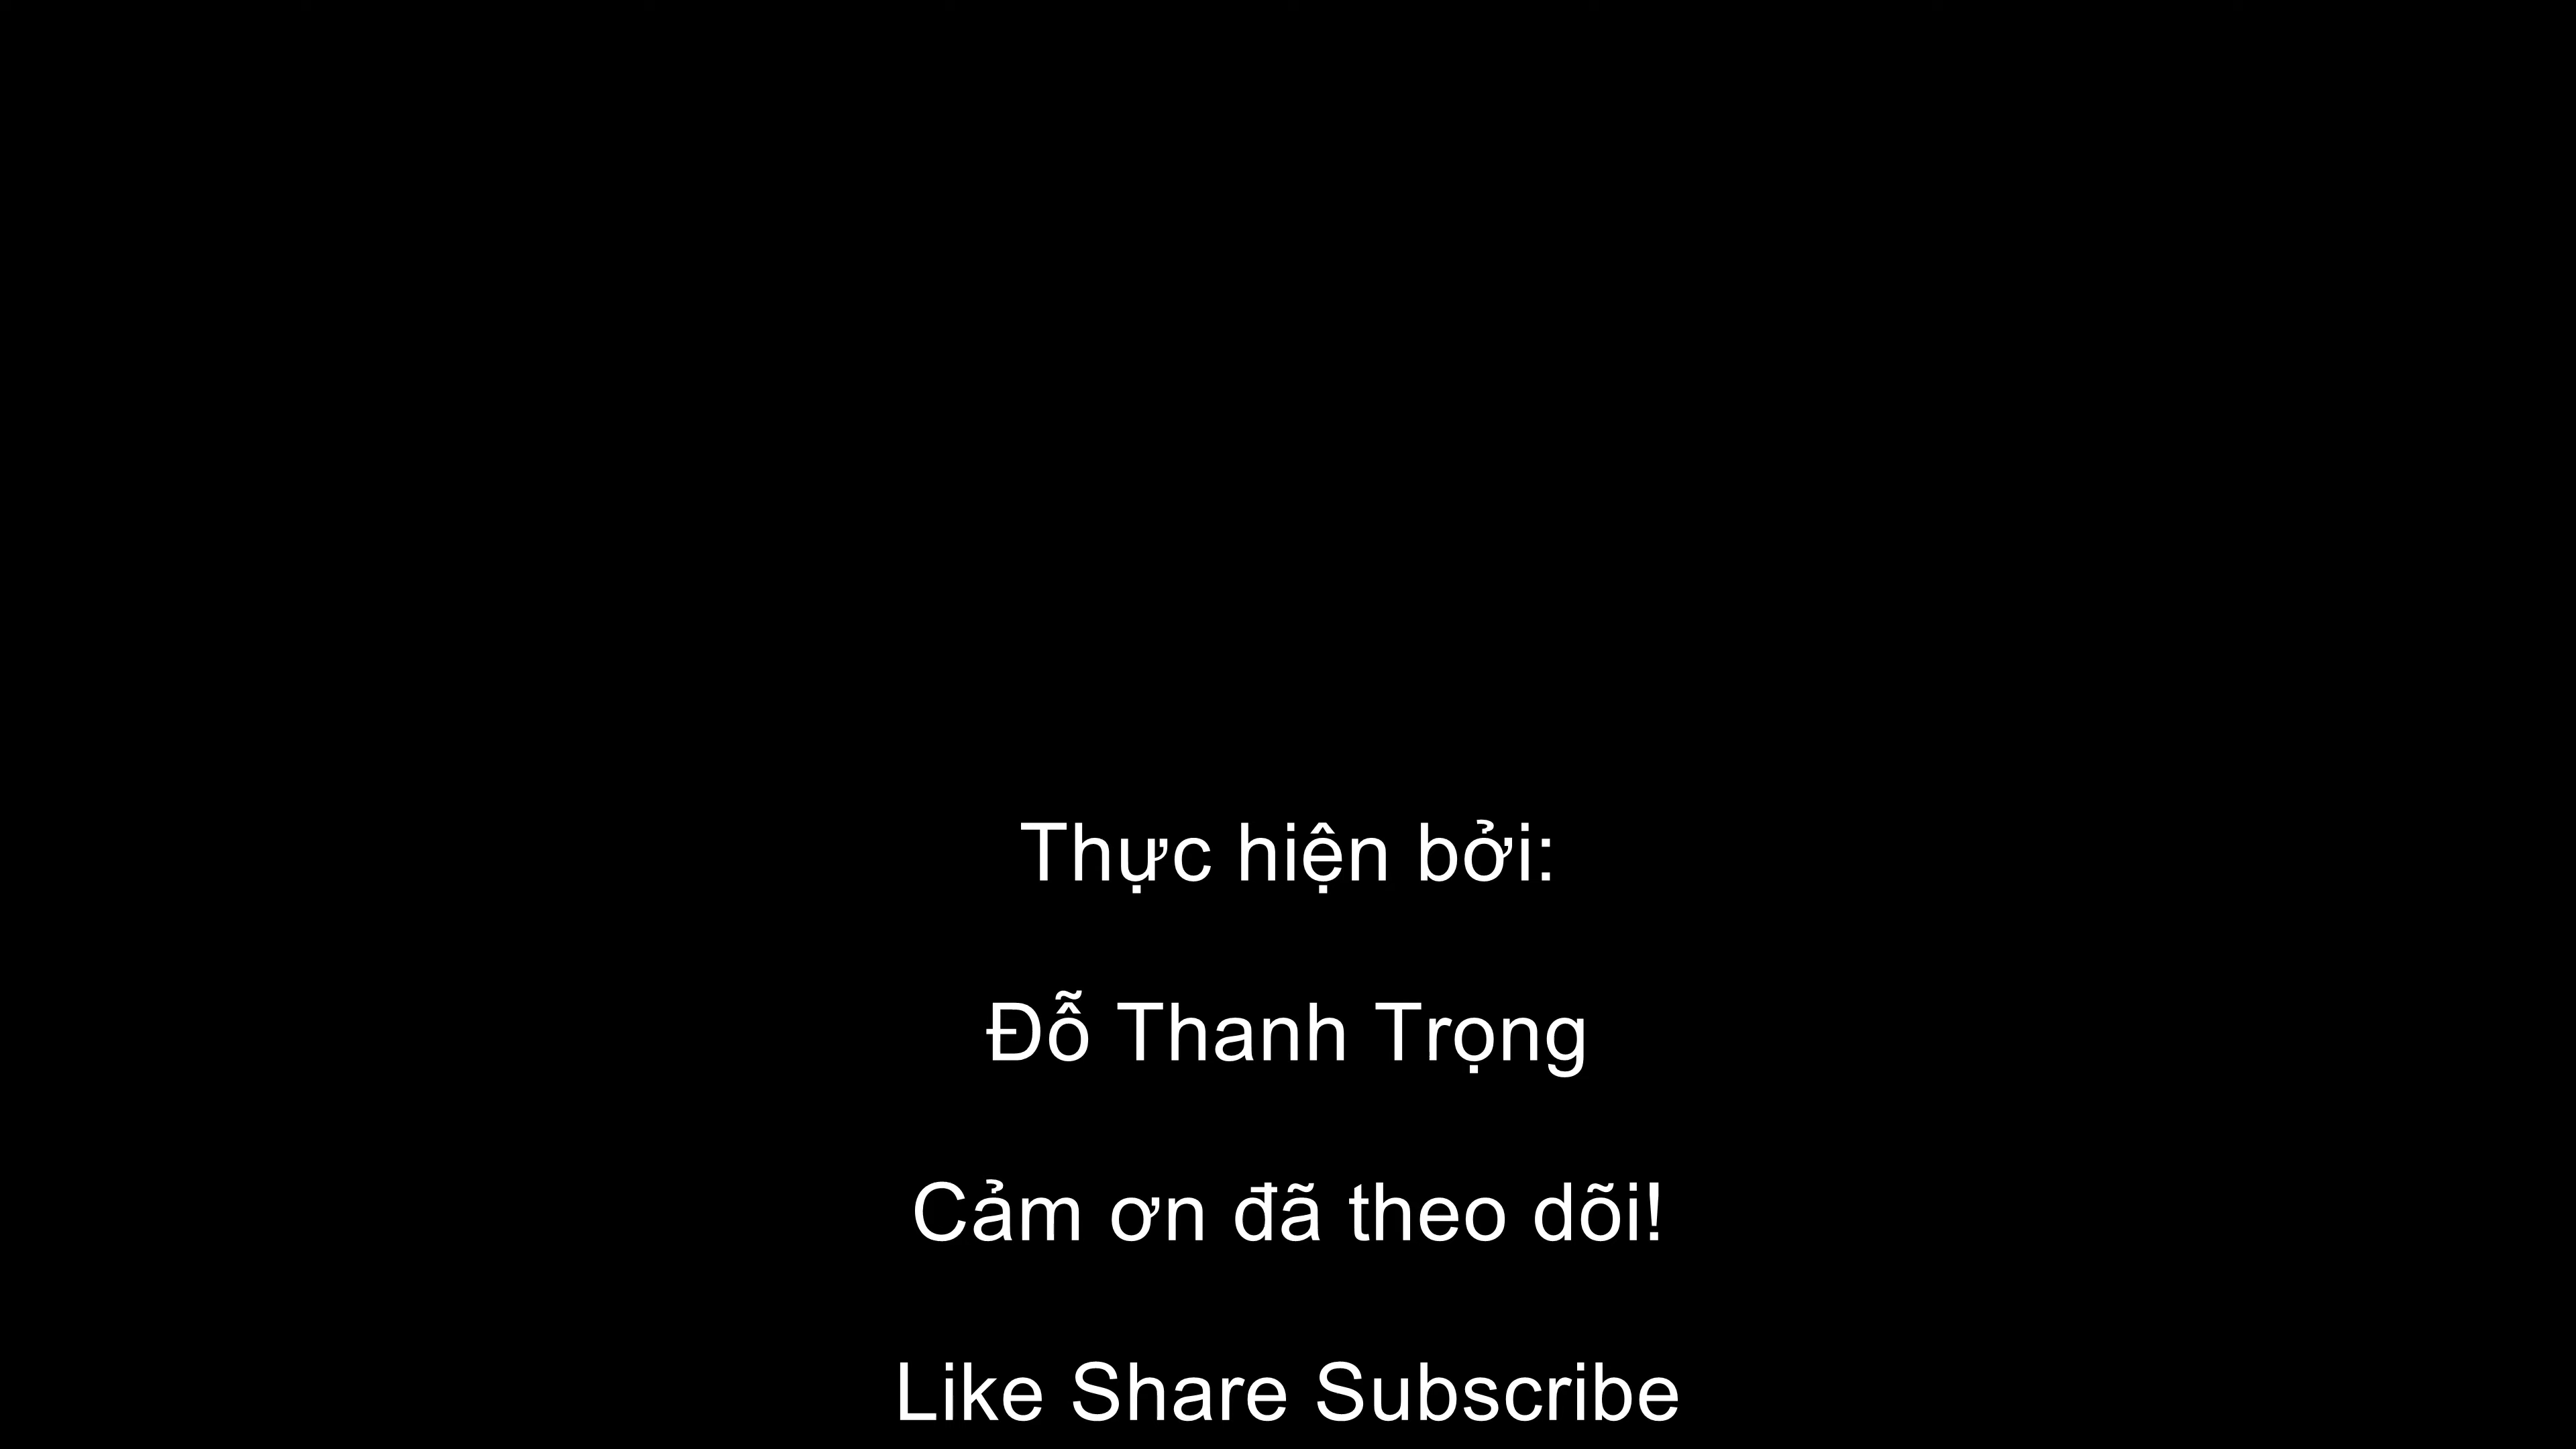 Thực hiện bởi:
Đỗ Thanh Trọng
Cảm ơn đã theo dõi!
Like Share Subscribe